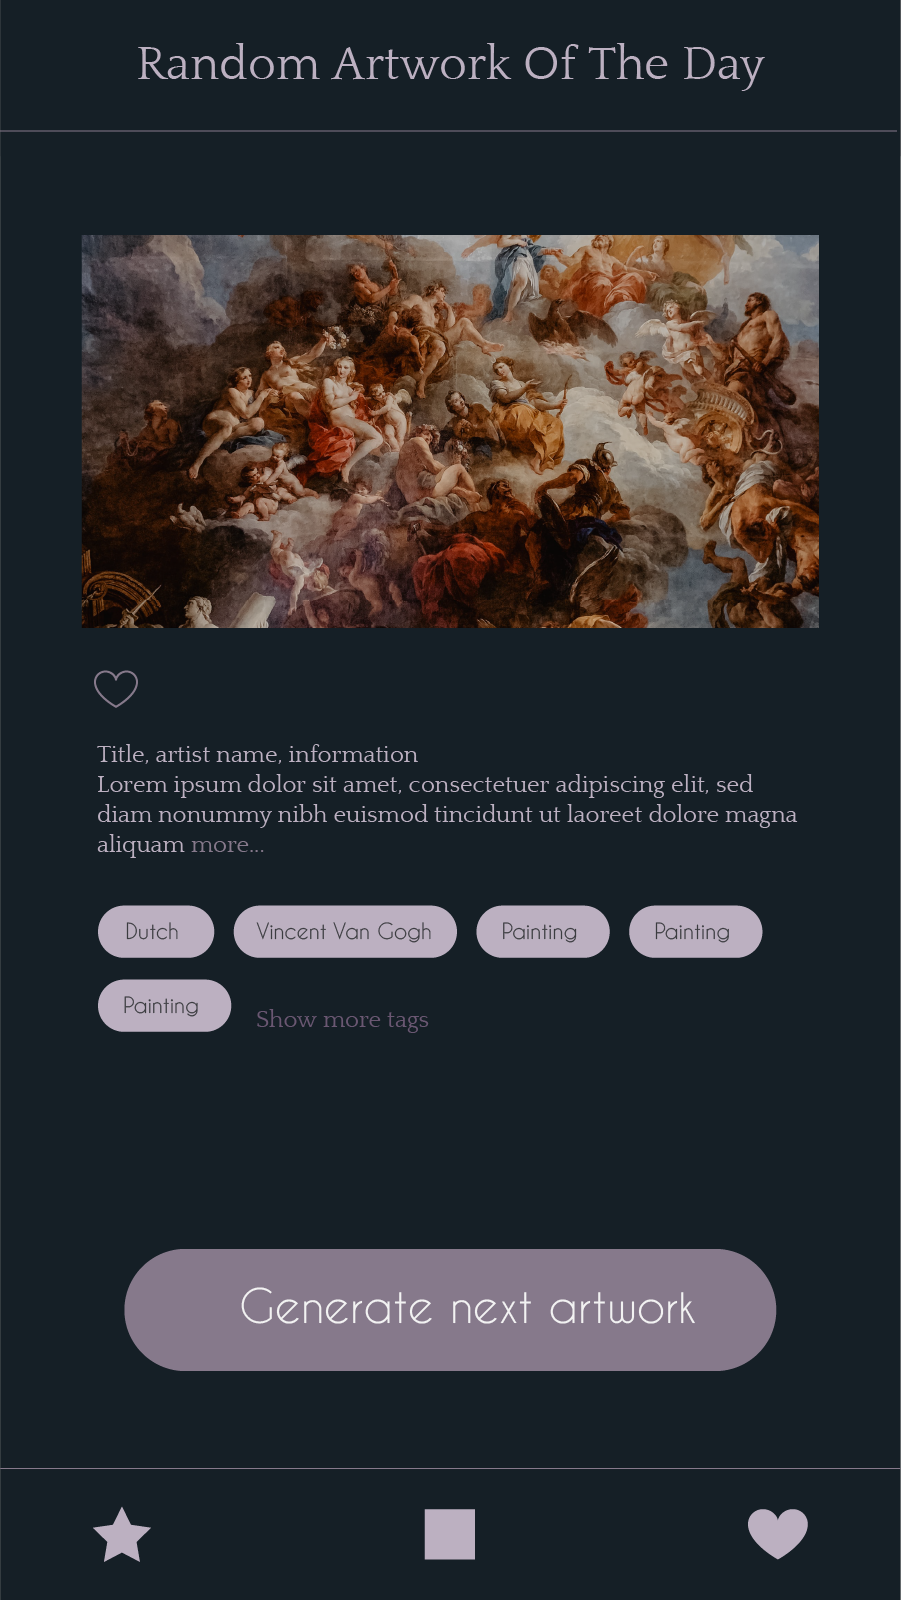 Random Artwork Of The Day
Title, artist name, information
Lorem ipsum dolor sit amet, consectetuer adipiscing elit, sed
diam nonummy nibh euismod tincidunt ut laoreet dolore magna
aliquam more...
Dutch Vincent Van Gogh Painting Painting
Painting Show more tags
Generate next artwork